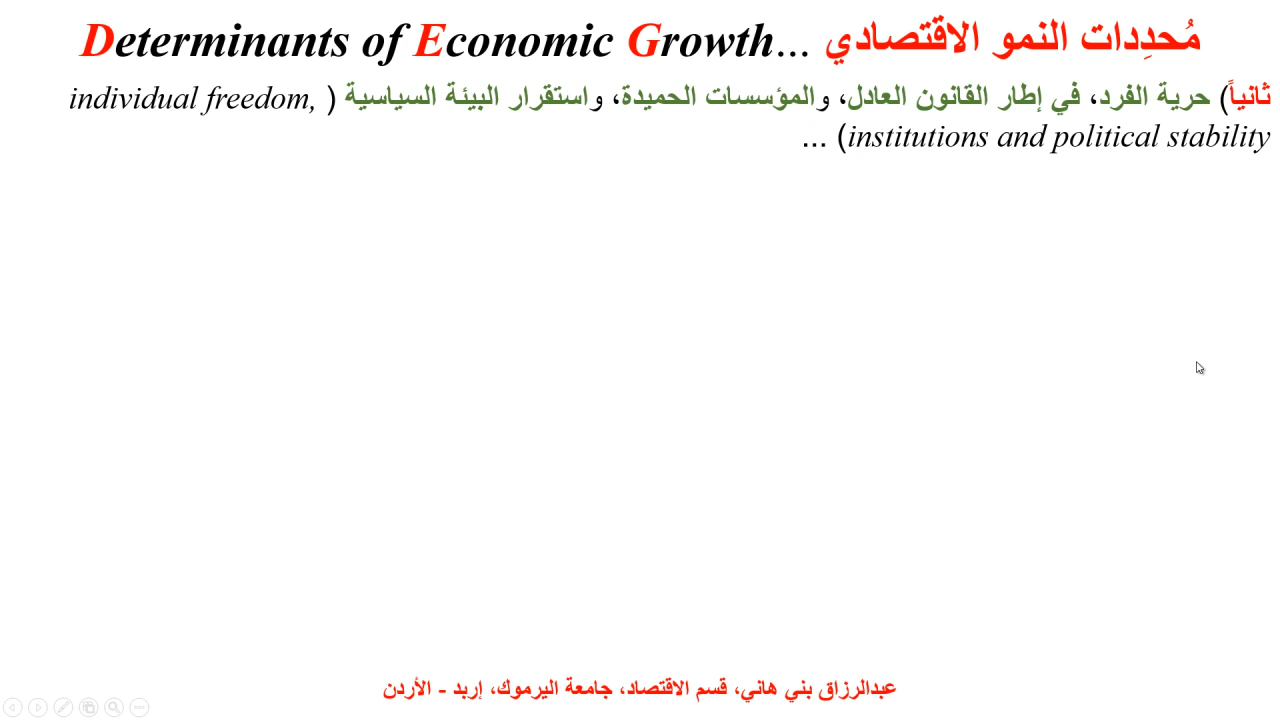 مُحدِدات النمو الاقتصادي ...Determinants of Economic Growth
ثانياً) حرية الفرد، في إطار القانون العادل، والمؤسسات الحميدة، واستقرار البيئة السياسية (individual freedom,
institutions and political stability) ...
عبدالرزاق بني هاني، قسم الاقتصاد، جامعة اليرموك، إربد - الأردن